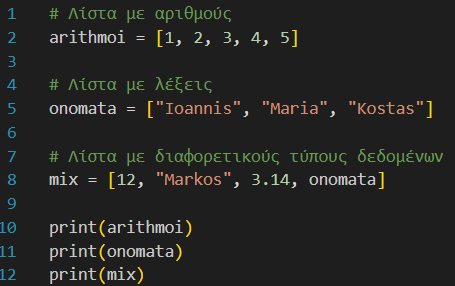 1 # Λίστα με αριθμούς
2 arithmoi = [1, 2, 3, 4, 5]
3
4 # Λίστα με λέξεις
5 onomata = ["Ioannis", "Maria", "Kostas"]
6
7 # Λίστα με διαφορετικούς τύπους δεδομένων
8 mix = [12, "Markos", 3.14, onomata]
9
10 print(arithmoi)
11 print(onomata)
12 print(mix)